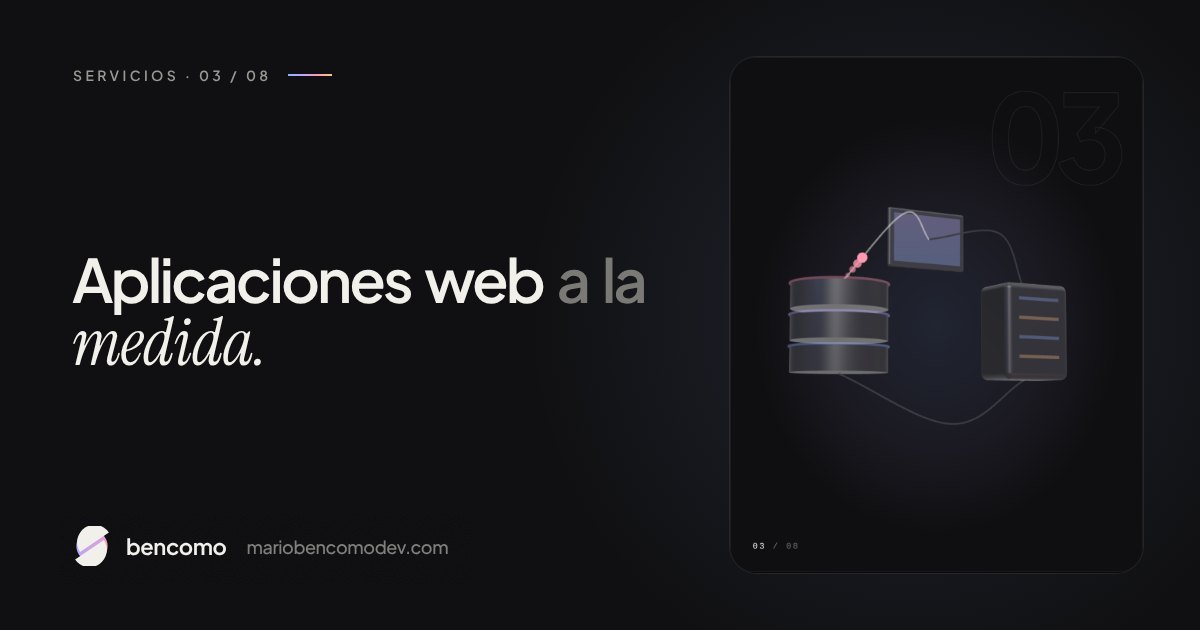 SERVICIOS · 03 / 08
Aplicaciones web a la
medida.
bencomo mariobencomodev.com
03
03 / 08